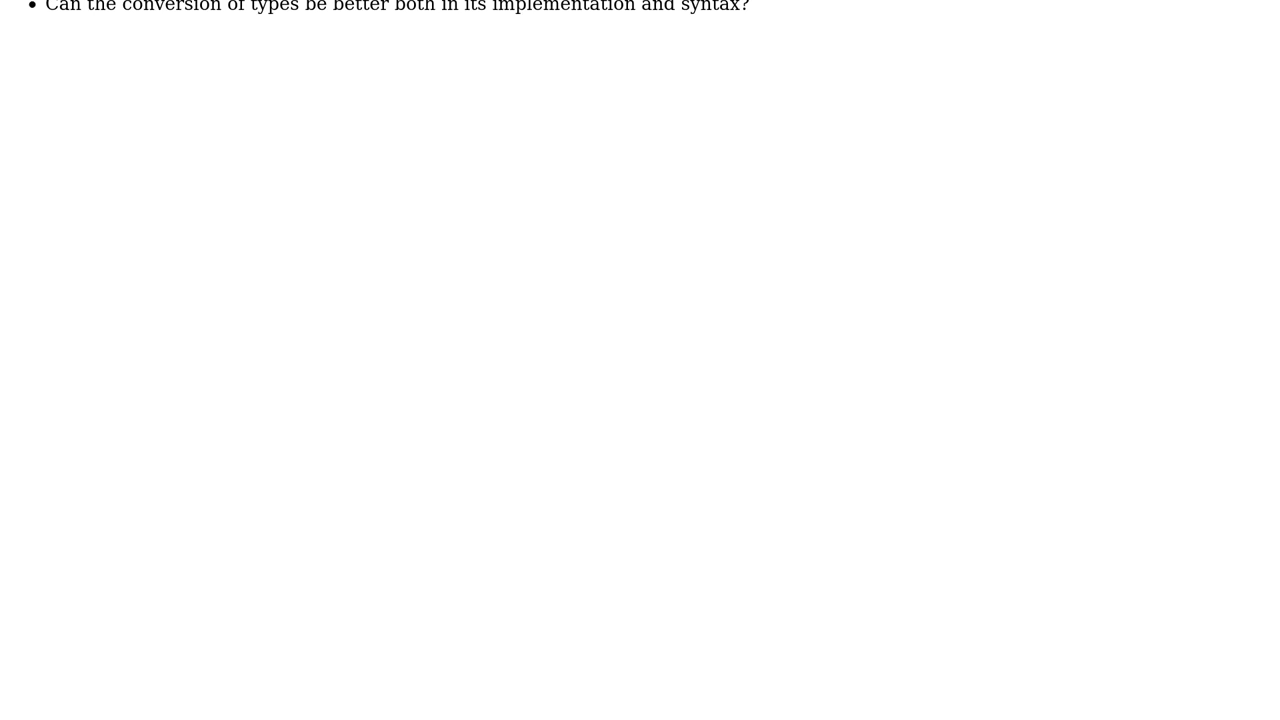 • Can the conversion of types be better both in its implementation and syntax?